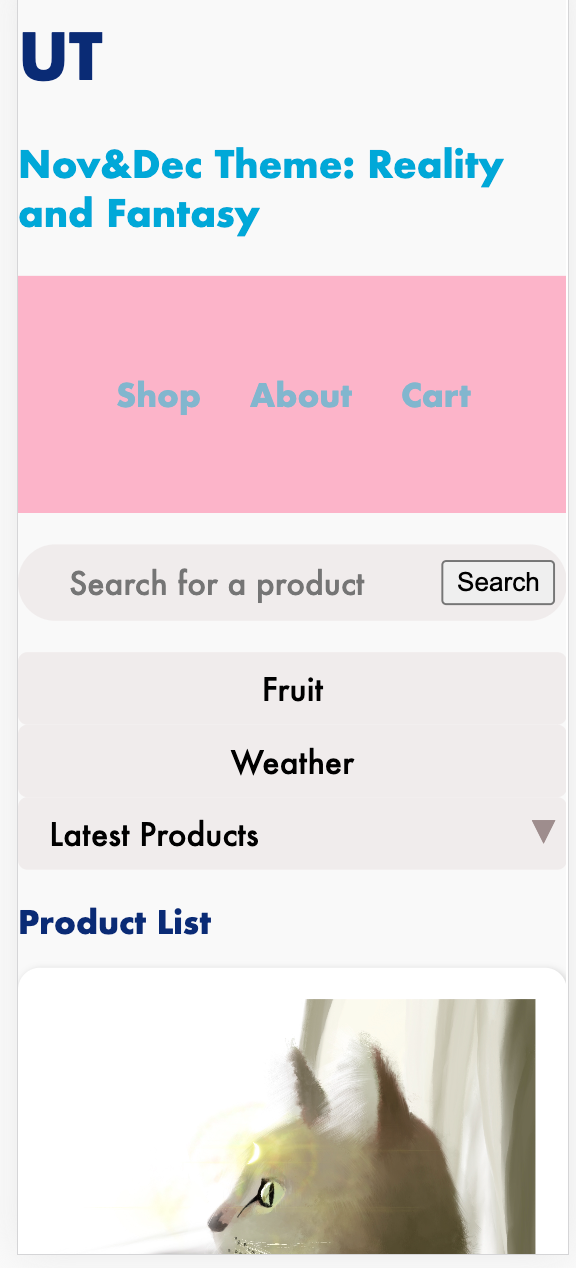 UT
Nov&Dec Theme: Reality
and Fantasy
Shop About Cart
Search for a product Search
Fruit
Weather
Latest Products
Product List